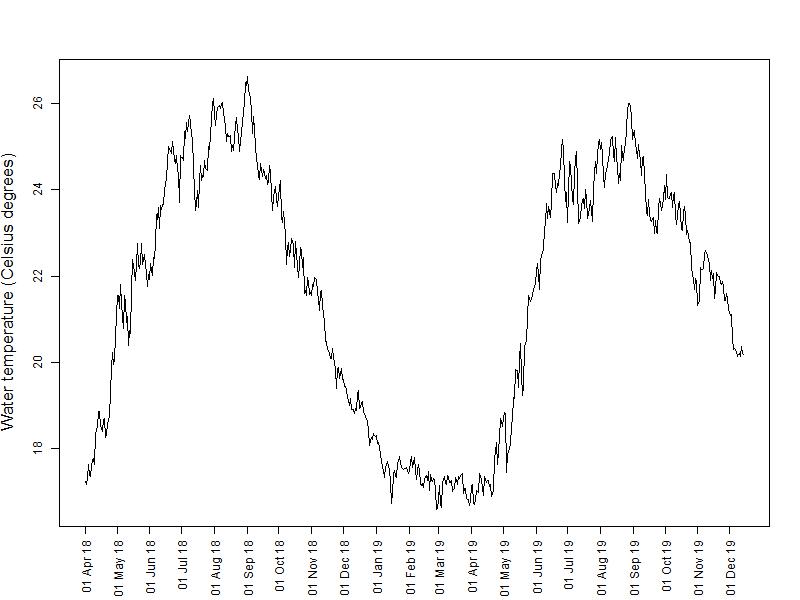 Water temperature (Celsius degrees)
26
24
22
20
18
01 Apr 18
01 May 18
01 Jun 18
01 Jul 18
01 Aug 18
01 Sep 18
01 Oct 18
01 Nov 18
01 Dec 18
01 Jan 19
01 Feb 19
01 Mar 19
01 Apr 19
01 May 19
01 Jun 19
01 Jul 19
01 Aug 19
01 Sep 19
01 Oct 19
01 Nov 19
01 Dec 19